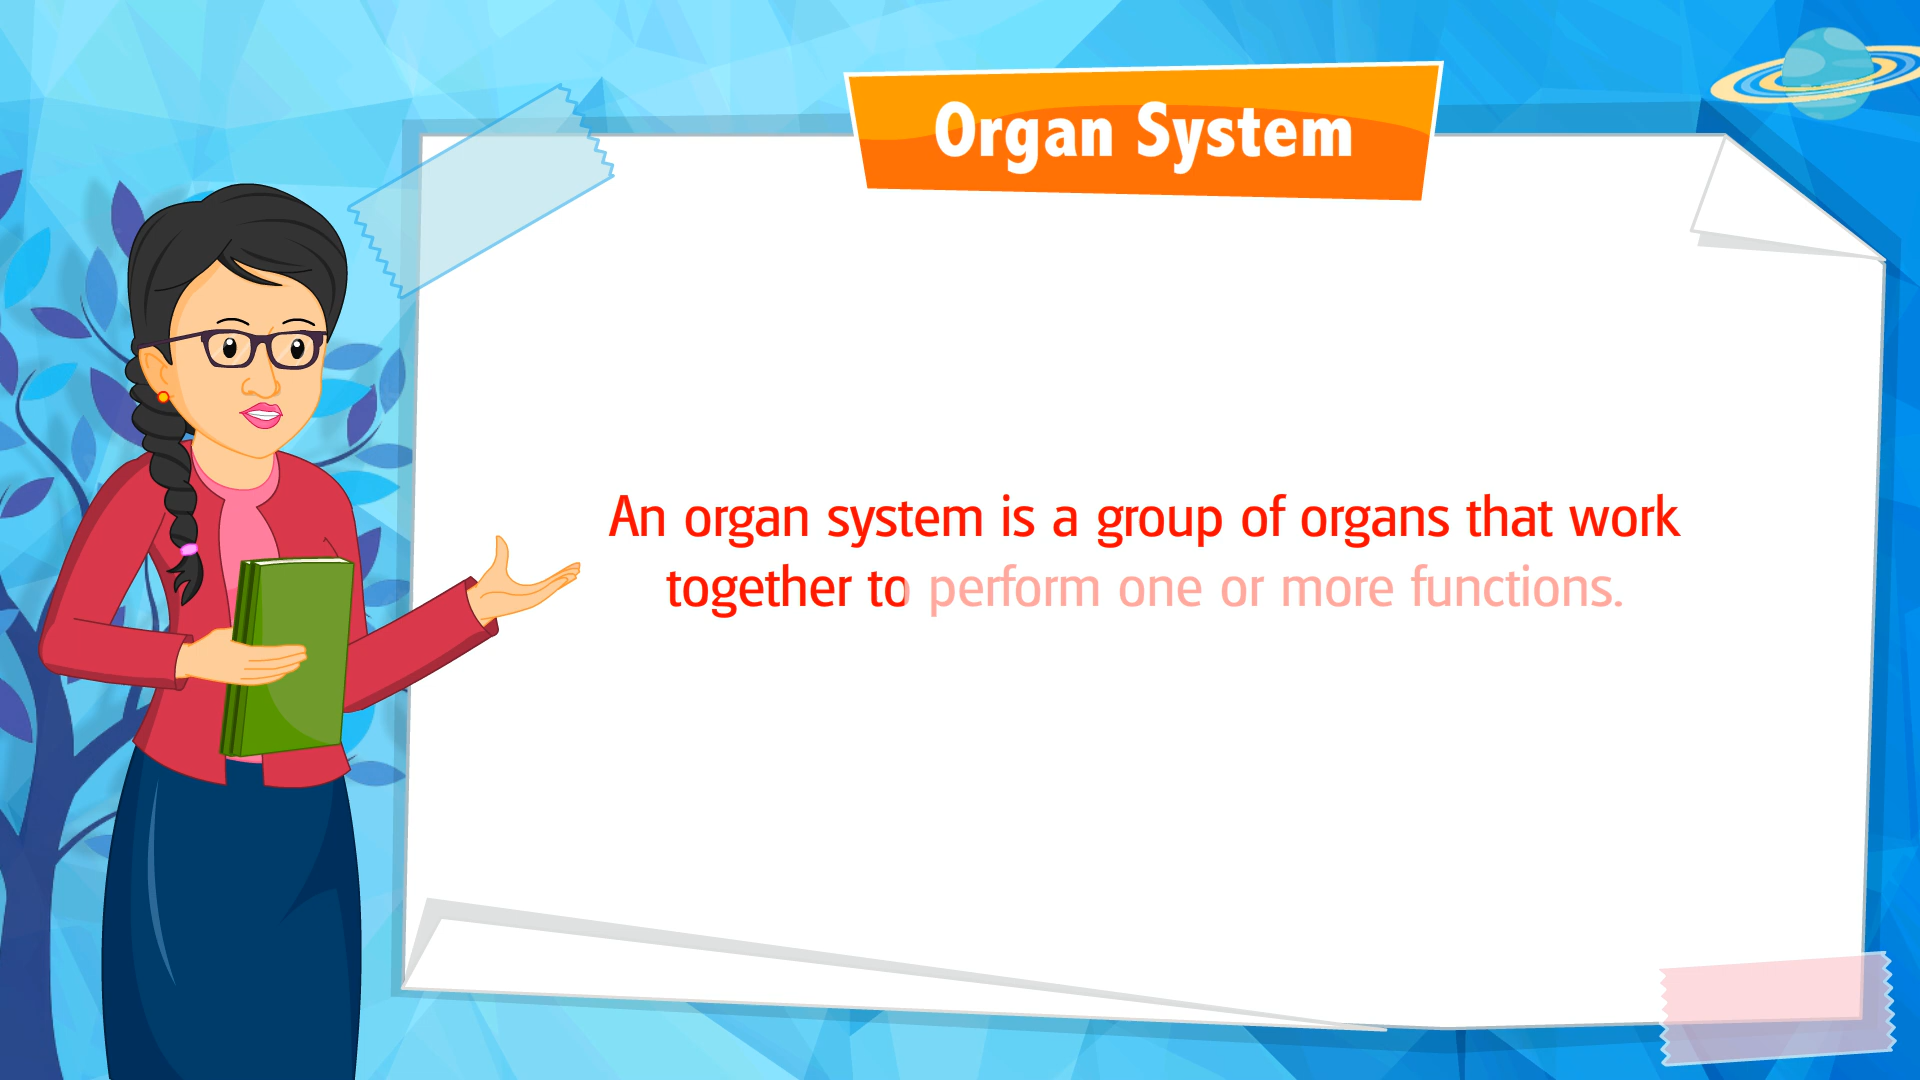 Organ System
An organ system is a group of organs that work
together to perform one or more functions.